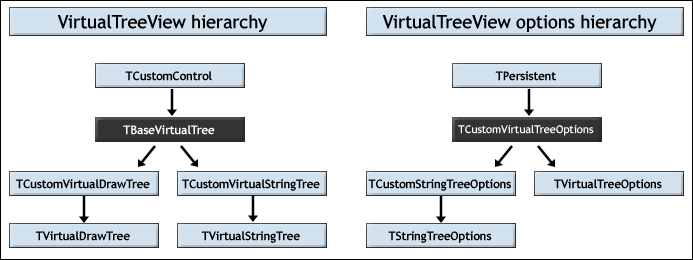 VirtualTreeView hierarchy
TCustomControl
TBaseVirtualTree
TCustomVirtualDrawTree
TCustomVirtualStringTree
TVirtualDrawTree
TVirtualStringTree
VirtualTreeView options hierarchy
TPersistent
TCustomVirtualTreeOptions
TCustomStringTreeOptions
TVirtualTreeOptions
TStringTreeOptions